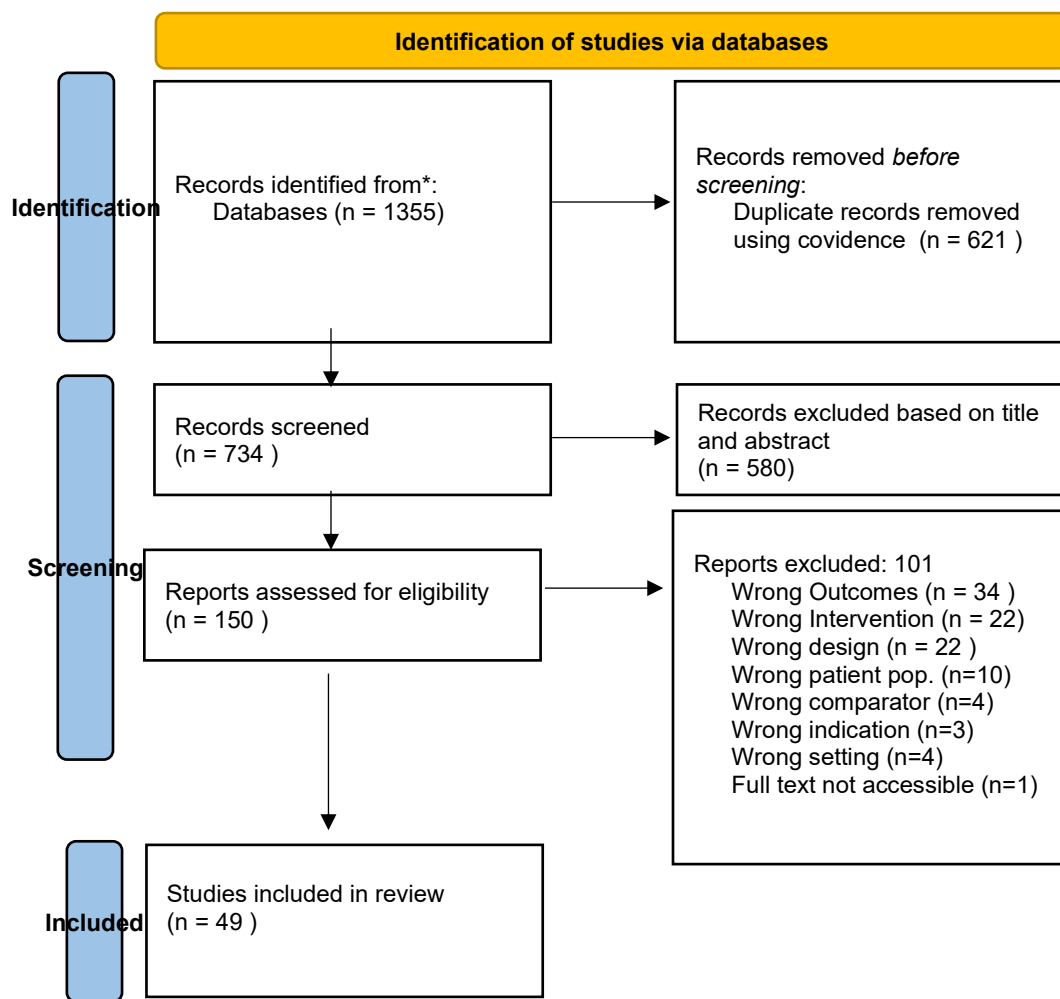 Identification of studies via databases
Identification
Records identified from*:
Databases (n = 1355)
Records removed before
screening:
Duplicate records removed
using covidence  (n = 621 )
Screening
Records screened
(n = 734 )
Records excluded based on title
and abstract
(n = 580)
Reports assessed for eligibility
(n = 150 )
Reports excluded: 101
Wrong Outcomes (n = 34 )
Wrong Intervention (n = 22)
Wrong design (n = 22 )
Wrong patient pop. (n=10)
Wrong comparator (n=4)
Wrong indication (n=3)
Wrong setting (n=4)
Full text not accessible (n=1)
Included
Studies included in review
(n = 49 )